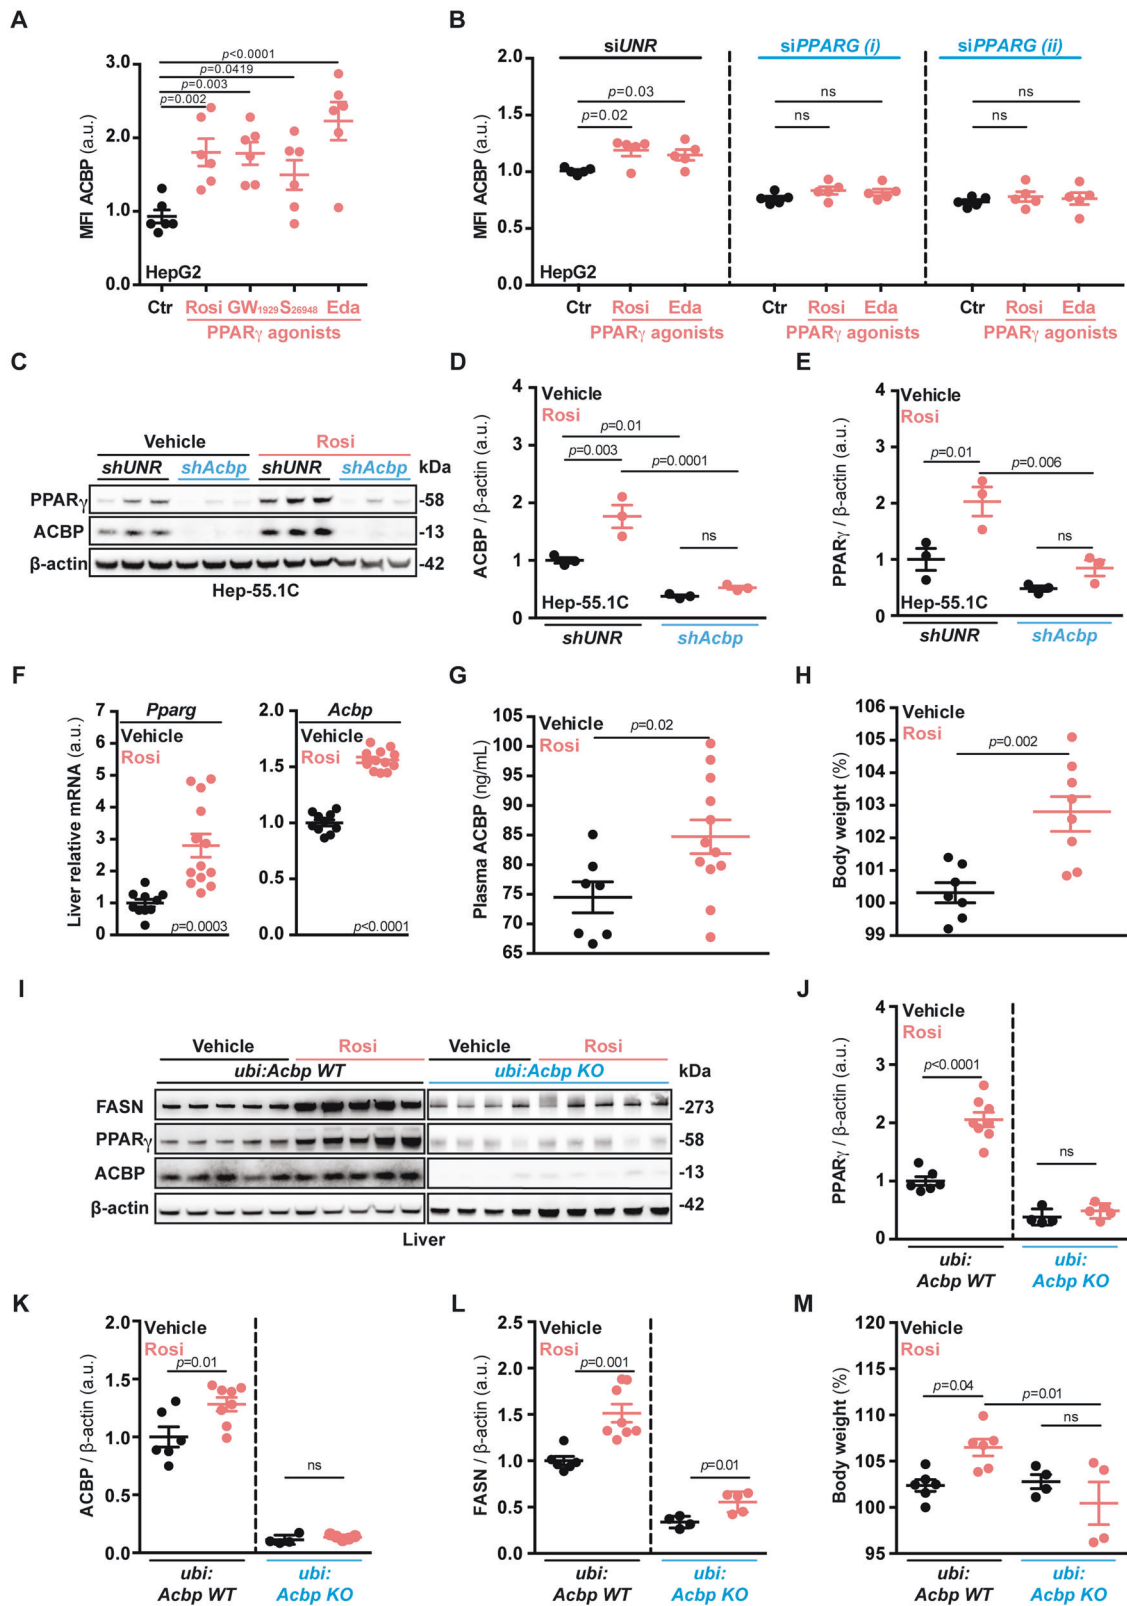 A
MFI ACBP (a.u.)
3.0
2.0
1.0
0.0
p<0.0001
p=0.0419
p=0.003
p=0.002
HepG2
Ctr Rosi GW1929 S26948 Eda
PPARγ agonists
B
MFI ACBP (a.u.)
2.0
1.5
1.0
0.5
0.0
siUNR siPPARG (i) siPPARG (ii)
p=0.03 ns ns
p=0.02 ns ns
HepG2
Ctr Rosi Eda Ctr Rosi Eda Ctr Rosi Eda
PPARγ agonists PPARγ agonists PPARγ agonists
C
Vehicle Rosi
shUNR shAcbp shUNR shAcbp kDa
PPARγ -58
ACBP -13
β-actin -42
Hep-55.1C
D
ACBP / β-actin (a.u.)
4
3
2
1
0
Vehicle
Rosi
p=0.01
p=0.003
p=0.0001
ns
Hep-55.1C
shUNR shAcbp
E
PPARγ / β-actin (a.u.)
4
3
2
1
0
Vehicle
Rosi
p=0.01
p=0.006
ns
Hep-55.1C
shUNR shAcbp
F
Liver relative mRNA (a.u.)
7
6
5
4
3
2
1
0
Pparg
Vehicle
Rosi
p=0.0003
2.0
1.5
1.0
0.5
0.0
Acbp
Vehicle
Rosi
p<0.0001
G
Plasma ACBP (ng/mL)
105
100
95
90
85
80
75
70
65
Vehicle
Rosi
p=0.02
H
Body weight (%)
106
105
104
103
102
101
100
99
Vehicle
Rosi
p=0.002
I
Vehicle Rosi Vehicle Rosi
ubi:Acbp WT ubi:Acbp KO kDa
FASN -273
PPARγ -58
ACBP -13
β-actin -42
Liver
J
PPARγ / β-actin (a.u.)
4
3
2
1
0
Vehicle
Rosi
p<0.0001
ns
ubi: ubi:
Acbp WT Acbp KO
K
ACBP / β-actin (a.u.)
2.0
1.5
1.0
0.5
0.0
Vehicle
Rosi
p=0.01
ns
ubi: ubi:
Acbp WT Acbp KO
L
FASN / β-actin (a.u.)
2.5
2.0
1.5
1.0
0.5
0.0
Vehicle
Rosi
p=0.001
p=0.01
ubi: ubi:
Acbp WT Acbp KO
M
Body weight (%)
120
115
110
105
100
95
Vehicle
Rosi
p=0.04 p=0.01
ns
ubi: ubi:
Acbp WT Acbp KO